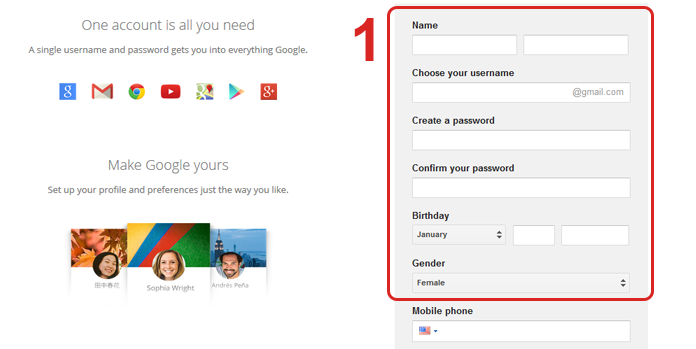 One account is all you need
A single username and password gets you into everything Google.
Make Google yours
Set up your profile and preferences just the way you like.
田中春花
Sophia Wright
Andrés Peña
1
Name
Choose your username
@gmail.com
Create a password
Confirm your password
Birthday
January
Gender
Female
Mobile phone